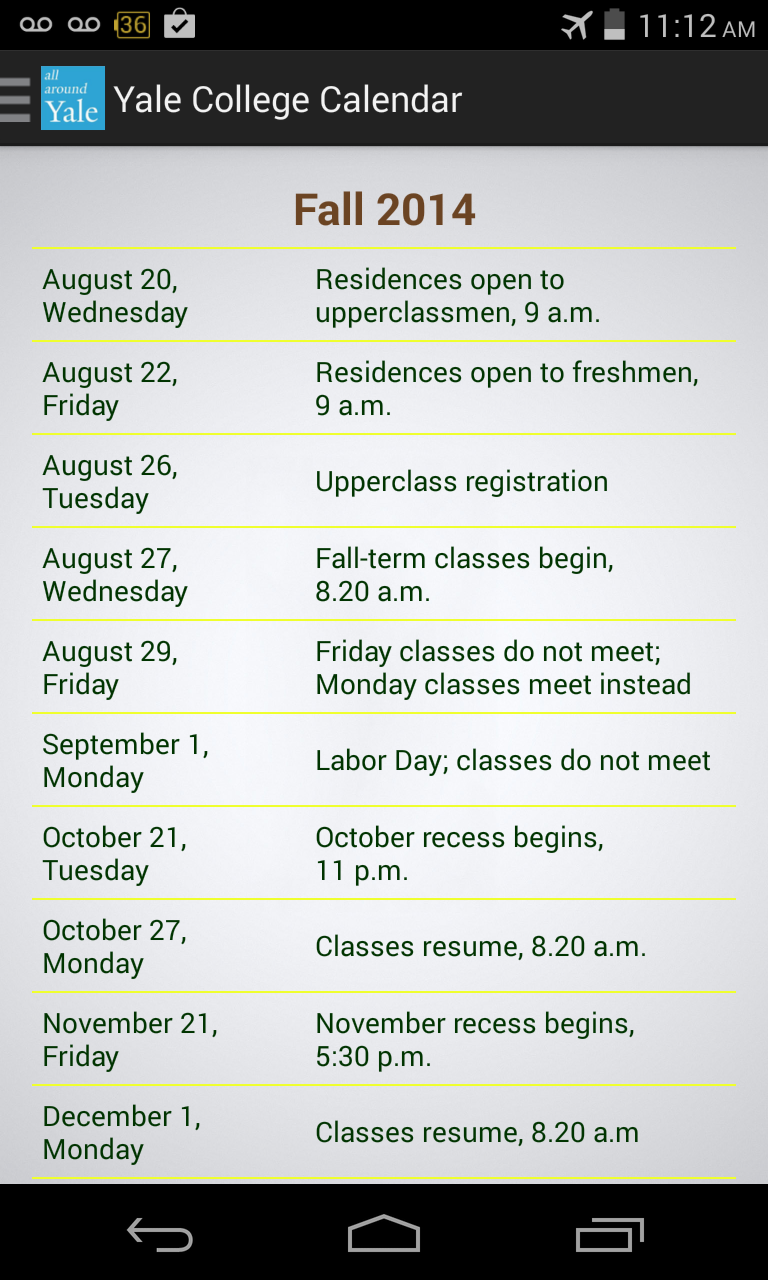 36
11:12 AM
all
around
Yale
Yale College Calendar
Fall 2014
August 20,
Wednesday
Residences open to
upperclassmen, 9 a.m.
August 22,
Friday
Residences open to freshmen,
9 a.m.
August 26,
Tuesday
Upperclass registration
August 27,
Wednesday
Fall-term classes begin,
8.20 a.m.
August 29,
Friday
Friday classes do not meet;
Monday classes meet instead
September 1,
Monday
Labor Day; classes do not meet
October 21,
Tuesday
October recess begins,
11 p.m.
October 27,
Monday
Classes resume, 8.20 a.m.
November 21,
Friday
November recess begins,
5:30 p.m.
December 1,
Monday
Classes resume, 8.20 a.m